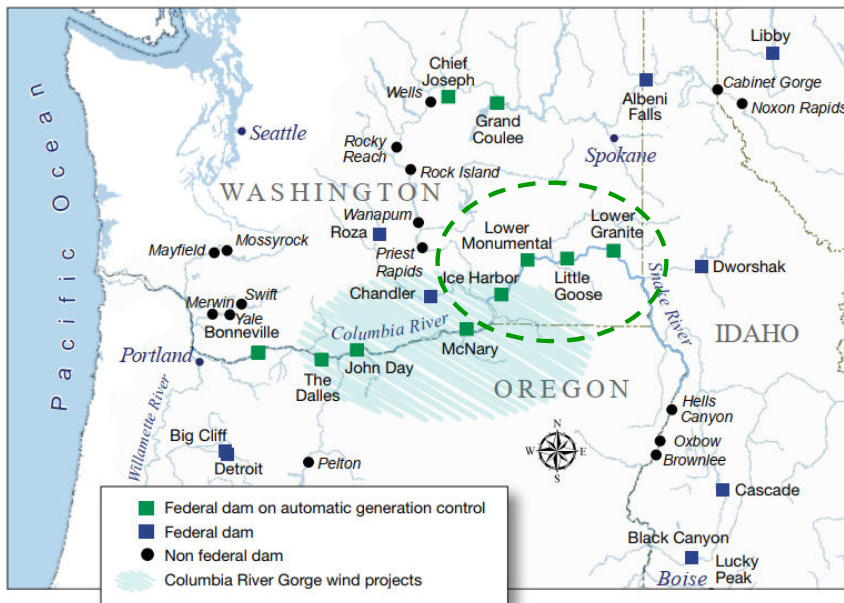 Libby
Chief
Joseph
Wells
Cabinet Gorge
Albeni
Falls
Noxon Rapids
Grand
Coulee
Seattle
Spokane
Rocky
Reach
Rock Island
WASHINGTON
Pacific Ocean
Wanapum
Lower
Monumental
Lower
Granite
Roza
Mossyrock
Mayfield
Priest
Rapids
Dworshak
Ice Harbor
Little
Goose
Snake River
Chandler
Swift
Merwin
Yale
Bonneville
Columbia River
IDAHO
McNary
Portland
The
Dalles
John Day
OREGON
Willamette River
Hells
Canyon
N
W
E
S
Big Cliff
Detroit
Pelton
Oxbow
Brownlee
Cascade
Black Canyon
Lucky
Peak
Boise
Federal dam on automatic generation control
Federal dam
Non federal dam
Columbia River Gorge wind projects